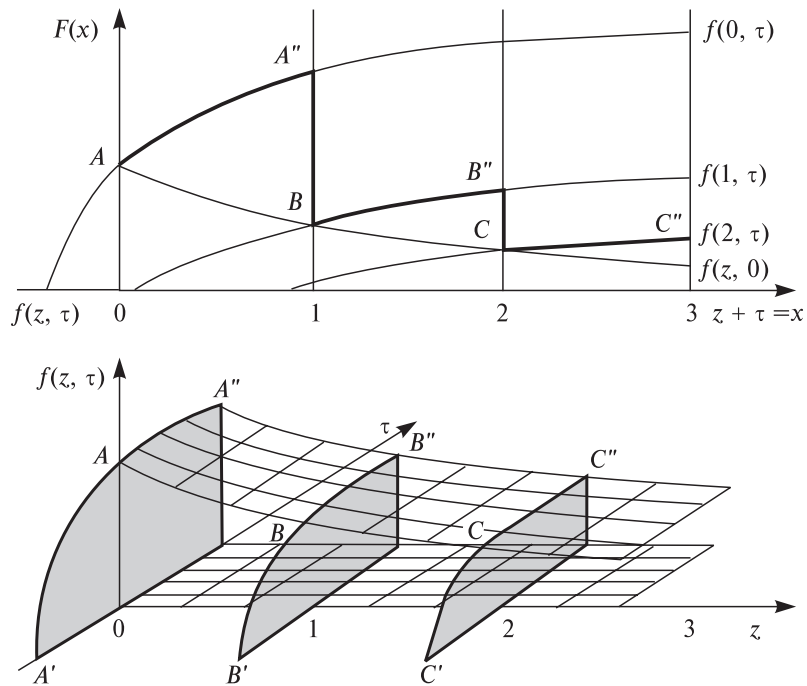 F(x)
A″
f(0, τ)
A
B″
f(1, τ)
B
C
C″
f(2, τ)
f(z, 0)
f(z, τ) 0 1 2 3 z + τ =x
f(z, τ)
A″
τ
B″
A
C″
B
C
0 1 2 3 z
A′ B′ C′